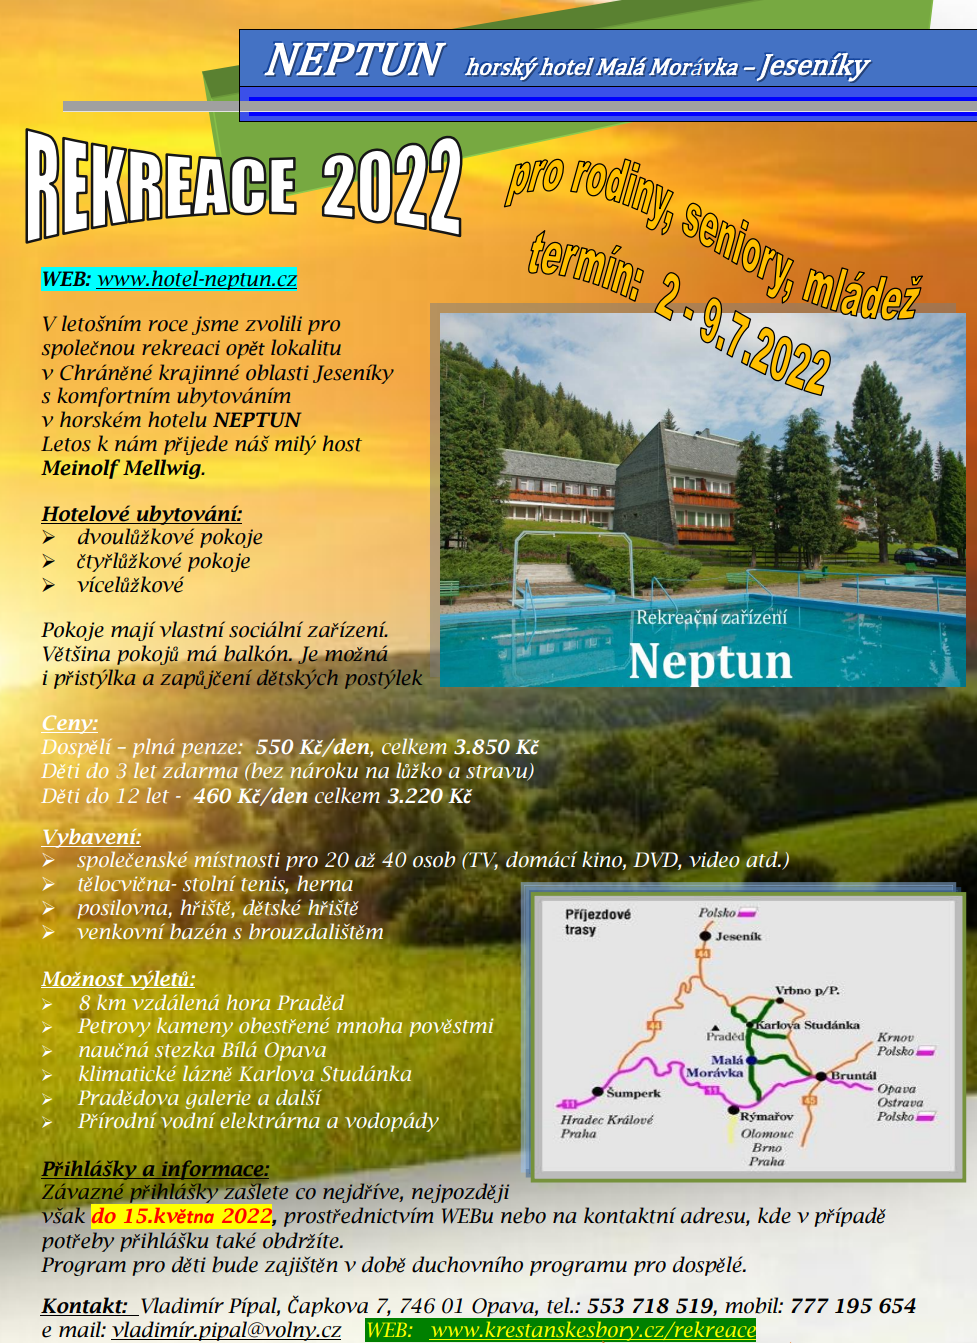 NEPTUN horský hotel Malá Morávka – Jeseníky
REKREACE 2022
pro rodiny, seniory, mládež
termín: 2 - 9.7.2022
WEB: www.hotel-neptun.cz
V letošním roce jsme zvolili pro
společnou rekreaci opět lokalitu
v Chráněné krajinné oblasti Jeseníky
s komfortním ubytováním
v horském hotelu NEPTUN
Letos k nám přijede náš milý host
Meinolf Mellwig.
Hotelové ubytování:
➢ dvoulůžkové pokoje
➢ čtyřlůžkové pokoje
➢ vícelůžkové
Pokoje mají vlastní sociální zařízení.
Většina pokojů má balkón. Je možná
i přistýlka a zapůjčení dětských postýlek
Rekreační zařízení
Neptun
Ceny:
Dospělí – plná penze: 550 Kč/den, celkem 3.850 Kč
Děti do 3 let zdarma (bez nároku na lůžko a stravu)
Děti do 12 let - 460 Kč/den celkem 3.220 Kč
Vybavení:
➢ společenské místnosti pro 20 až 40 osob (TV, domácí kino, DVD, video atd.)
➢ tělocvična- stolní tenis, herna
➢ posilovna, hřiště, dětské hřiště
➢ venkovní bazén s brouzdalištěm
Možnost výletů:
➢ 8 km vzdálená hora Praděd
➢ Petrovy kameny obestřené mnoha pověstmi
➢ naučná stezka Bílá Opava
➢ klimatické lázně Karlova Studánka
➢ Pradědova galerie a další
➢ Přírodní vodní elektrárna a vodopády
Příjezdové
trasy
Polsko
Jeseník
44
Vrbno p/P.
44
Karlova Studánka
Praděd
Krnov
Polsko
Malá
Morávka
Bruntál
Šumperk
11
11
45
Opava
Ostrava
Polsko
Rýmařov
Hradec Králové
Praha
Olomouc
Brno
Praha
Přihlášky a informace:
Závazné přihlášky zašlete co nejdříve, nejpozději
však do 15.května 2022, prostřednictvím WEBu nebo na kontaktní adresu, kde v případě
potřeby přihlášku také obdržíte.
Program pro děti bude zajištěn v době duchovního programu pro dospělé.
Kontakt: Vladimír Pípal, Čapkova 7, 746 01 Opava, tel.: 553 718 519, mobil: 777 195 654
e mail: vladimír.pipal@volny.cz WEB: www.krestanskesbory.cz/rekreace